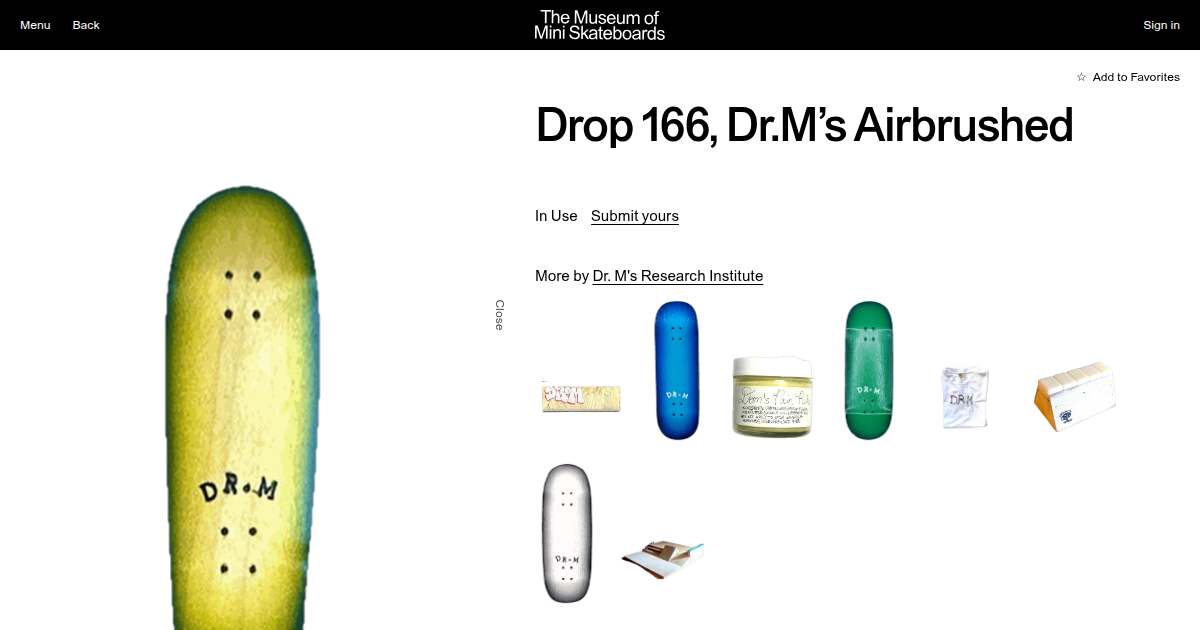 Menu
Back
The Museum of
Mini Skateboards
Sign in
☆ Add to Favorites
Drop 166, Dr.M’s Airbrushed
In Use Submit yours
More by Dr. M's Research Institute
Close
DR.M
DR.M
DR.M
DR.M
DR.M